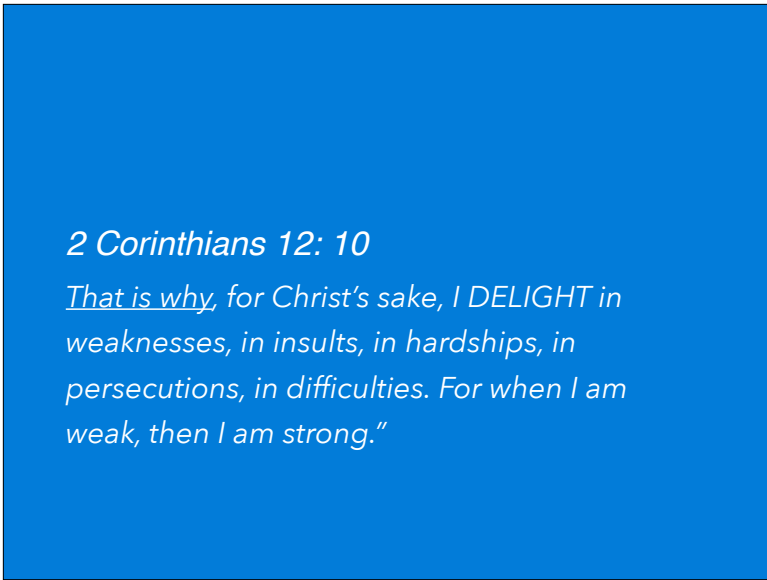 2 Corinthians 12: 10
That is why, for Christ’s sake, I DELIGHT in
weaknesses, in insults, in hardships, in
persecutions, in difficulties. For when I am
weak, then I am strong.”